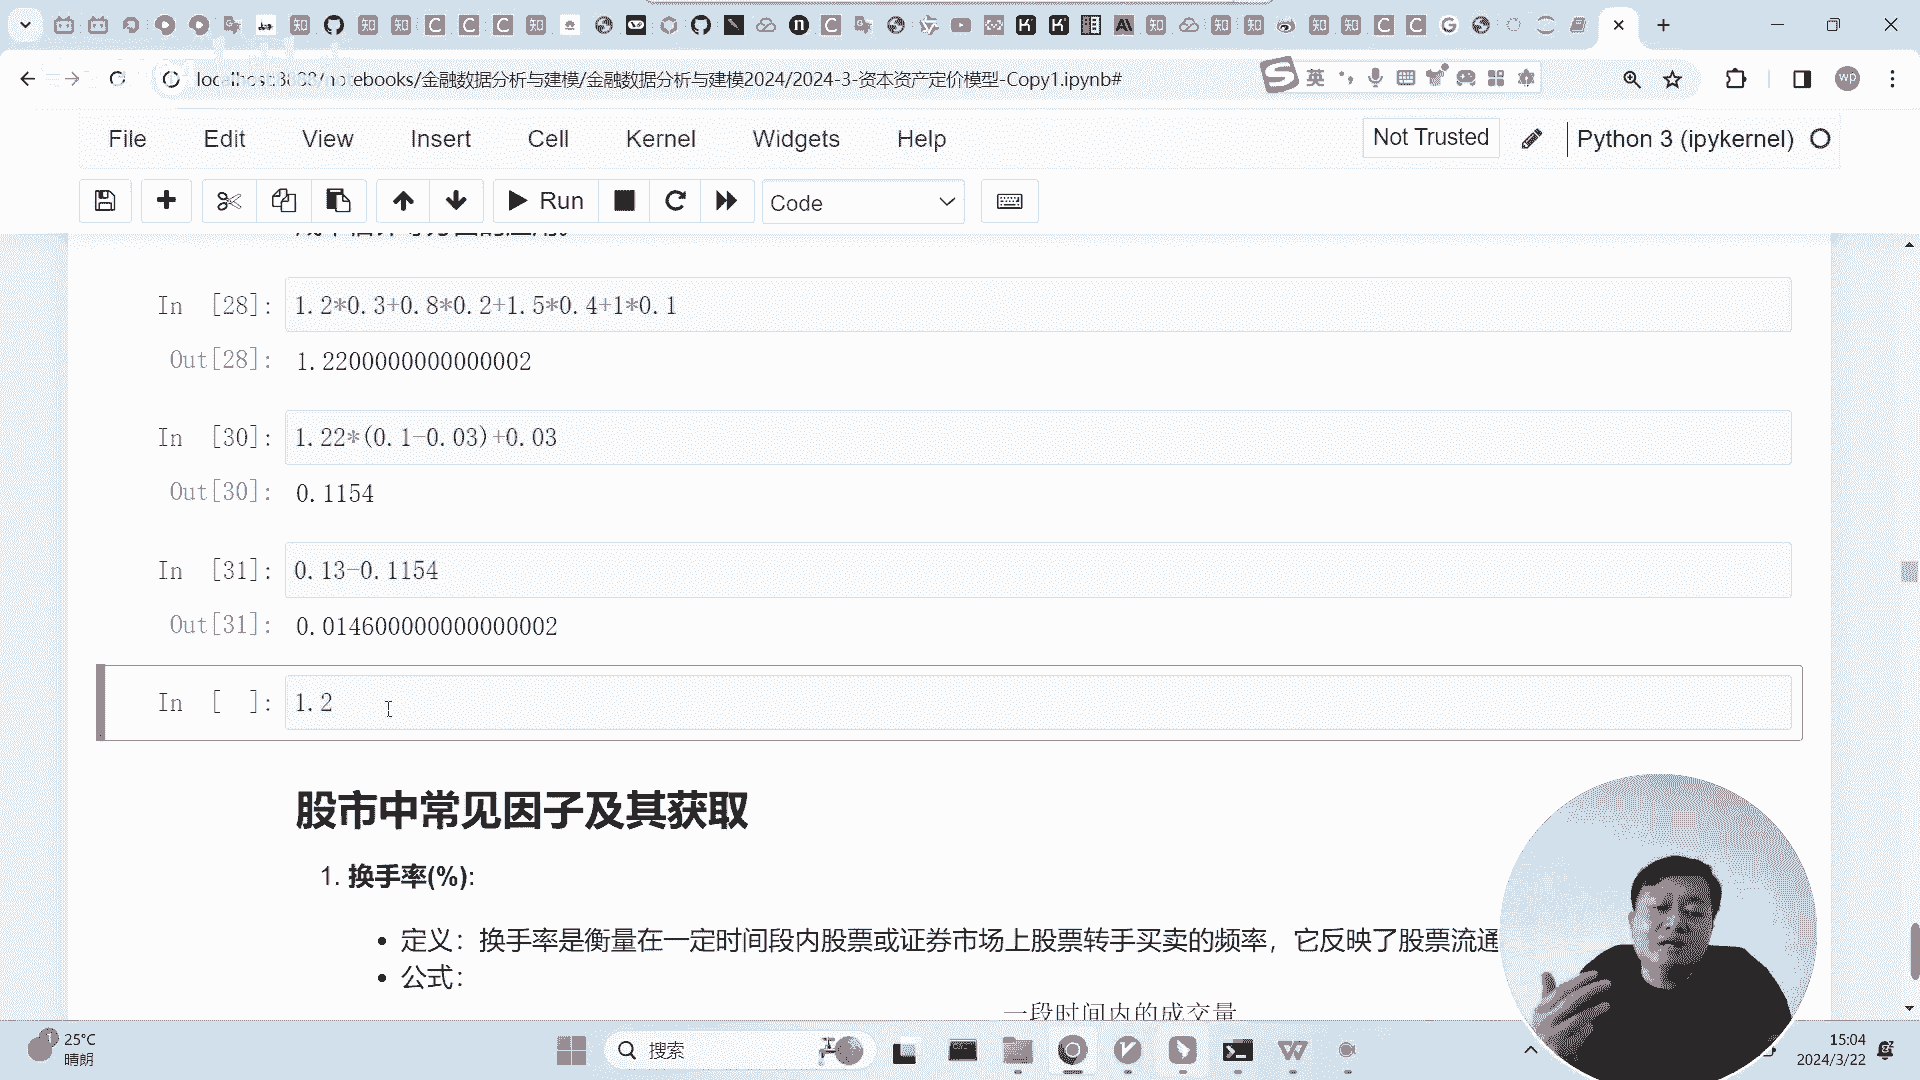 localhost:8888/notebooks/金融数据分析与建模/金融数据分析与建模2024/2024-3-资本资产定价模型-Copy1.ipynb#
英
wp
File Edit View Insert Cell Kernel Widgets Help
Not Trusted
Python 3 (ipykernel)
Run
Code
In [28]: 1.2*0.3+0.8*0.2+1.5*0.4+1*0.1
Out[28]: 1.2200000000000002
In [30]: 1.22*(0.1-0.03)+0.03
Out[30]: 0.1154
In [31]: 0.13-0.1154
Out[31]: 0.014600000000000002
In [ ]: 1.2
股市中常见因子及其获取
1. 换手率(%):
• 定义：换手率是衡量在一定时间段内股票或证券市场上股票转手买卖的频率，它反映了股票流通
• 公式：
一段时间内的成交量
25°C
晴朗
搜索
15:04
2024/3/22